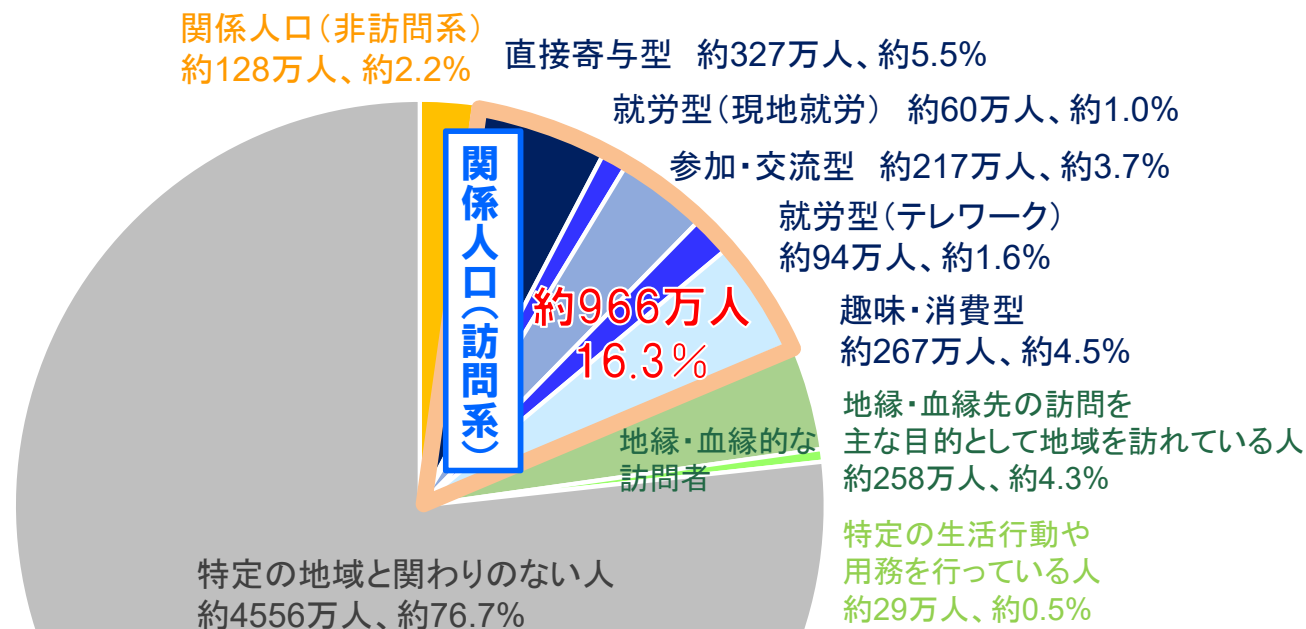 関係人口（非訪問系）
約128万人、約2.2%
直接寄与型　約327万人、約5.5%
就労型（現地就労）　約60万人、約1.0%
参加・交流型　約217万人、約3.7%
就労型（テレワーク）
約94万人、約1.6%
関係人口（訪問系）
約966万人
16.3％
趣味・消費型
約267万人、約4.5%
地縁・血縁的な
訪問者
地縁・血縁先の訪問を
主な目的として地域を訪れている人
約258万人、約4.3%
特定の生活行動や
用務を行っている人
約29万人、約0.5%
特定の地域と関わりのない人
約4556万人、約76.7%